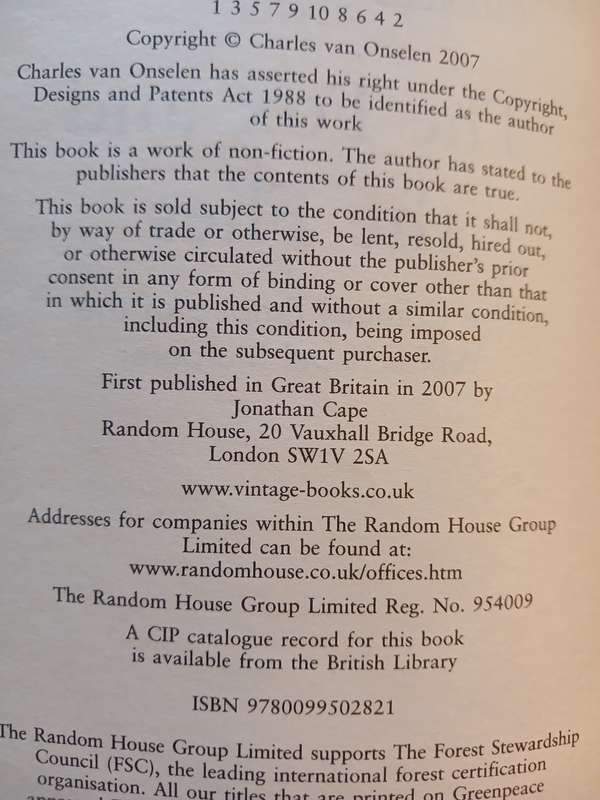 1 3 5 7 9 10 8 6 4 2
Copyright © Charles van Onselen 2007
Charles van Onselen has asserted his right under the Copyright,
Designs and Patents Act 1988 to be identified as the author
of this work
This book is a work of non-fiction. The author has stated to the
publishers that the contents of this book are true.
This book is sold subject to the condition that it shall not,
by way of trade or otherwise, be lent, resold, hired out,
or otherwise circulated without the publisher's prior
consent in any form of binding or cover other than that
in which it is published and without a similar condition,
including this condition, being imposed
on the subsequent purchaser.
First published in Great Britain in 2007 by
Jonathan Cape
Random House, 20 Vauxhall Bridge Road,
London SW1V 2SA
www.vintage-books.co.uk
Addresses for companies within The Random House Group
Limited can be found at:
www.randomhouse.co.uk/offices.htm
The Random House Group Limited Reg. No. 954009
A CIP catalogue record for this book
is available from the British Library
ISBN 9780099502821
The Random House Group Limited supports The Forest Stewardship
Council (FSC), the leading international forest certification
organisation. All our titles that are printed on Greenpeace